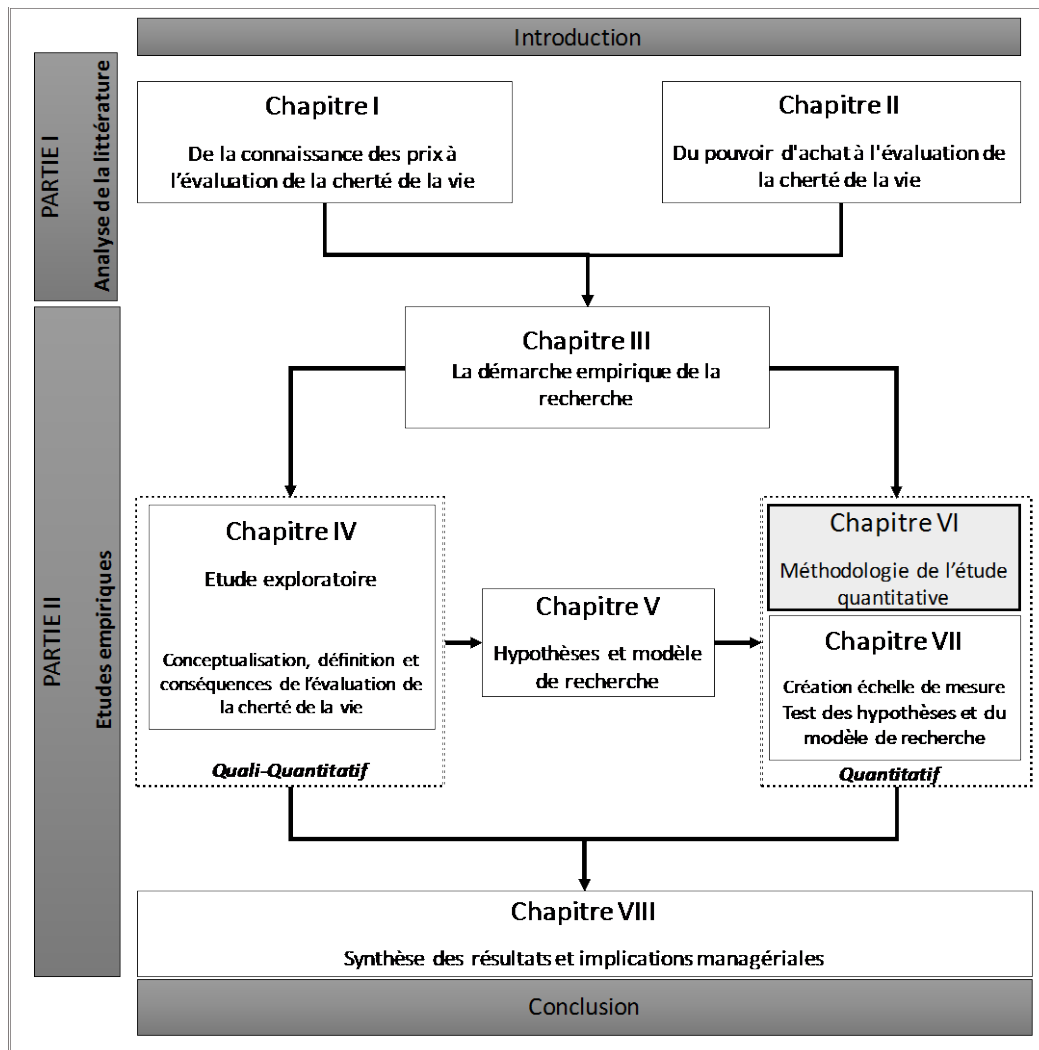 Introduction
PARTIE I
Analyse de la littérature
Chapitre I
De la connaissance des prix à
l’évaluation de la cherté de la vie
Chapitre II
Du pouvoir d'achat à l'évaluation de
la cherté de la vie
PARTIE II
Etudes empiriques
Chapitre III
La démarche empirique de la
recherche
Chapitre IV
Etude exploratoire
Conceptualisation, définition et
conséquences de l’évaluation de
la cherté de la vie
Quali-Quantitatif
Chapitre V
Hypothèses et modèle
de recherche
Chapitre VI
Méthodologie de l’étude
quantitative
Chapitre VII
Création échelle de mesure
Test des hypothèses et du
modèle de recherche
Quantitatif
Chapitre VIII
Synthèse des résultats et implications managériales
Conclusion